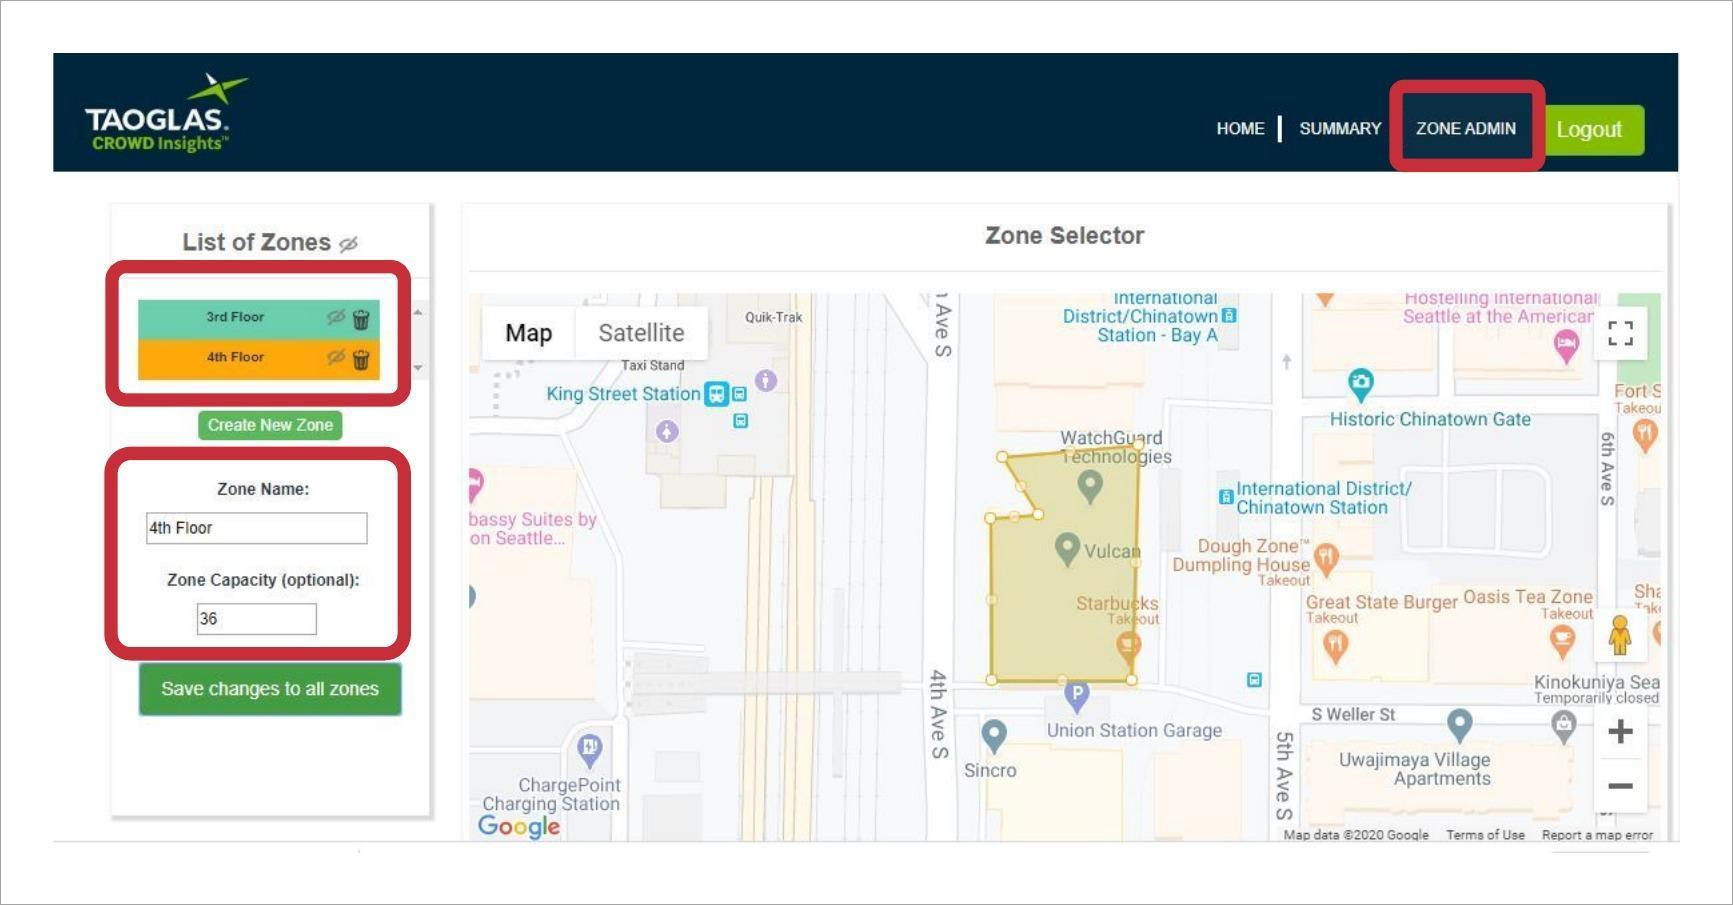 TAOGLAS.
CROWD Insights™
HOME
SUMMARY
ZONE ADMIN
Logout
List of Zones
3rd Floor
4th Floor
Create New Zone
Zone Name:
4th Floor
Zone Capacity (optional):
36
Save changes to all zones
Zone Selector
Map
Satellite
Quik-Trak
Taxi Stand
King Street Station
Ave S
International
District/Chinatown
Station - Bay A
Hostelling International
Seattle at the American
Historic Chinatown Gate
Fort S
Takeou
6th Ave S
WatchGuard
Technologies
International District/
Chinatown Station
bassy Suites by
on Seattle...
Vulcan
Dough Zone™
Dumpling House
Takeout
Starbucks
Takeout
Great State Burger
Takeout
Oasis Tea Zone
Takeout
Sha
Tak
4th Ave S
P
Union Station Garage
Kinokuniya Sea
Temporarily closed
S Weller St
Sincro
5th Ave S
Uwajimaya Village
Apartments
ChargePoint
Charging Station
Google
Map data ©2020 Google
Terms of Use
Report a map error